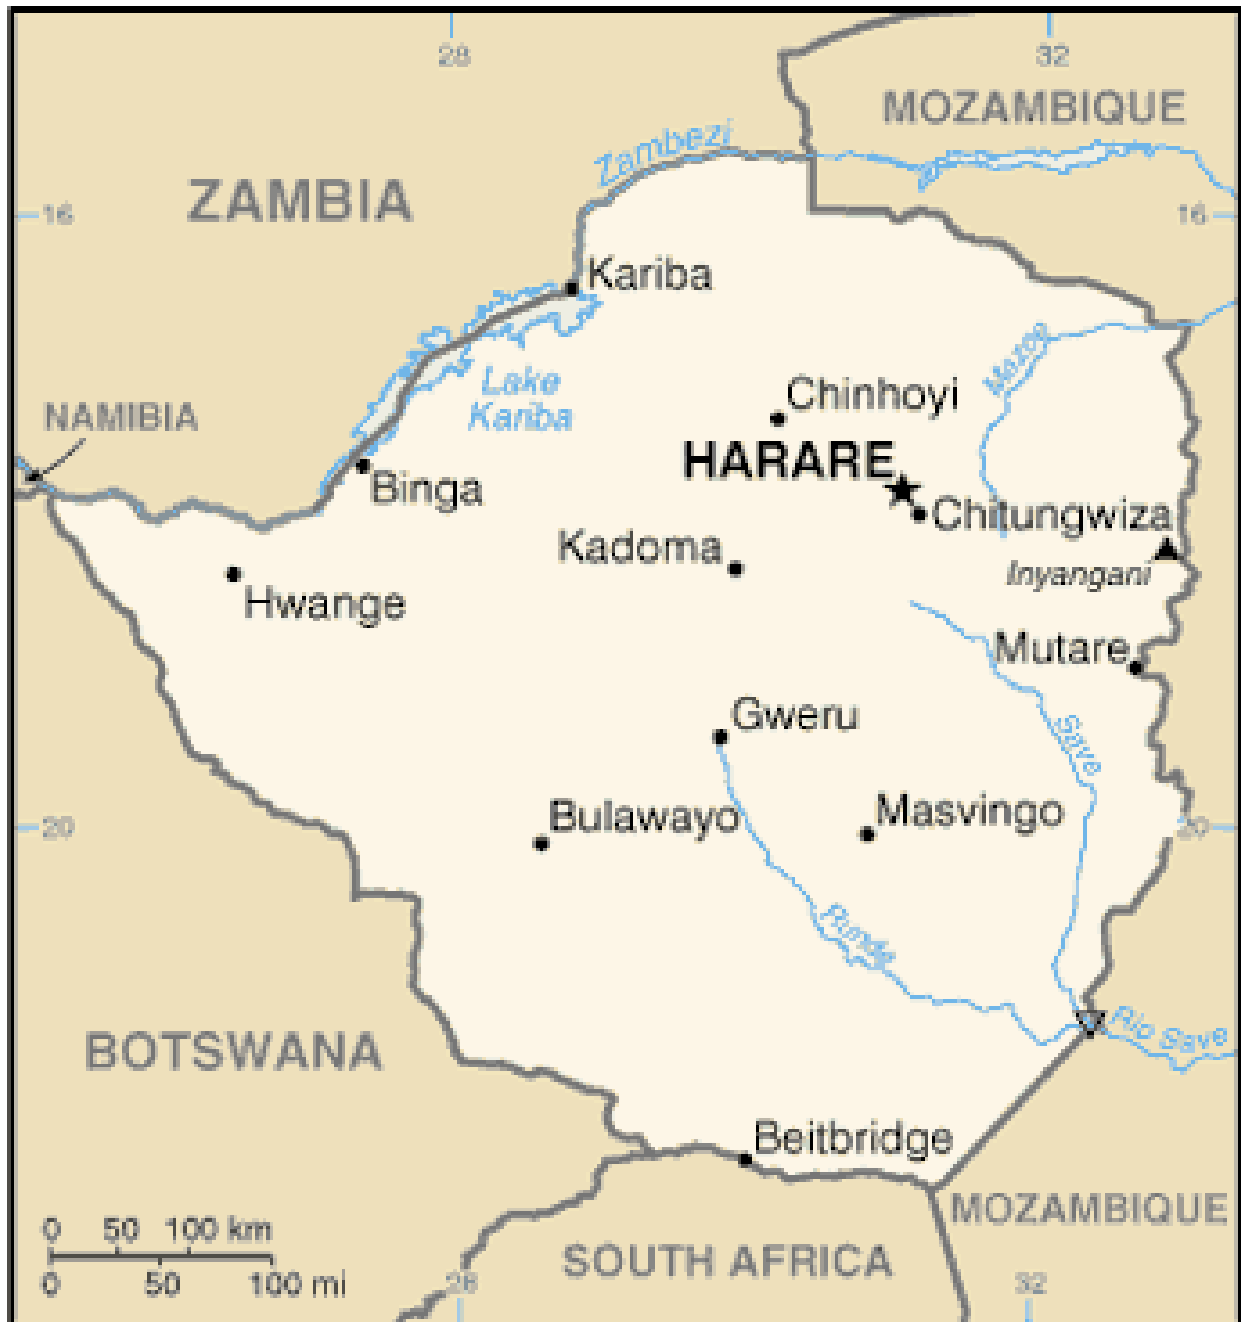 28
32
MOZAMBIQUE
Zambezi
ZAMBIA
16
16
Kariba
Mazoe
Lake
Kariba
Chinhoyi
NAMIBIA
HARARE
Binga
Chitungwiza
Kadoma
Inyangani
Hwange
Mutare
Gweru
Save
Bulawayo
Masvingo
20
20
Runde
Rio Save
BOTSWANA
Beitbridge
MOZAMBIQUE
SOUTH AFRICA
0 50 100 km
0 50 100 mi
28
32